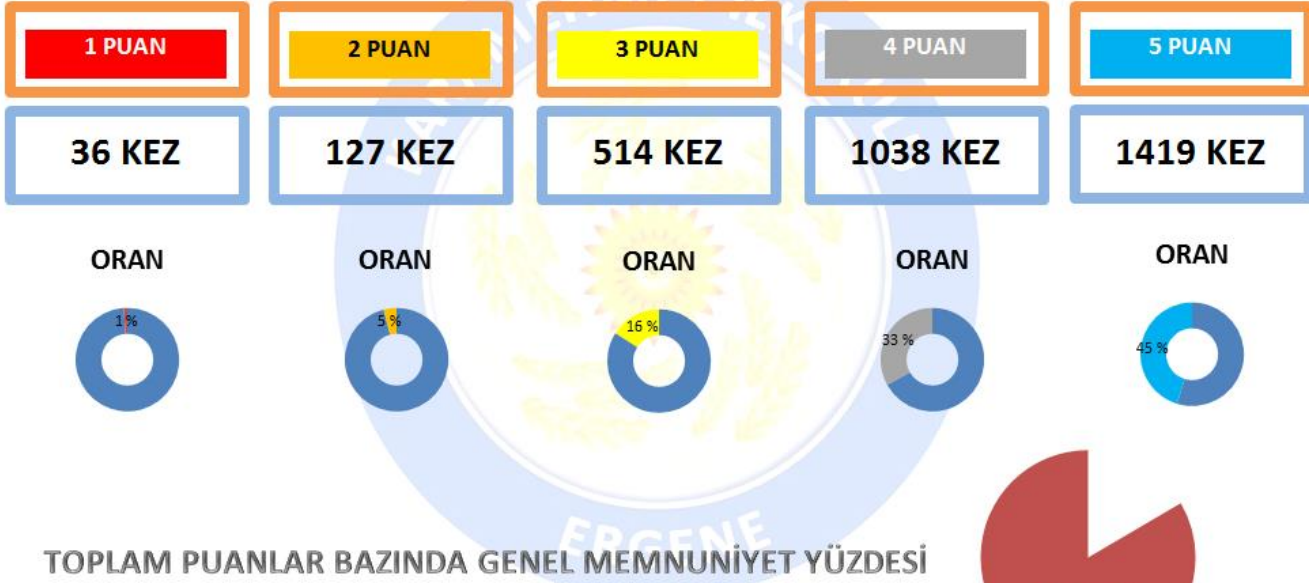 1 PUAN 2 PUAN 3 PUAN 4 PUAN 5 PUAN
36 KEZ 127 KEZ 514 KEZ 1038 KEZ 1419 KEZ
ORAN ORAN ORAN ORAN ORAN
1 % 5 % 16 % 33 % 45 %
ERGENE
TOPLAM PUANLAR BAZINDA GENEL MEMNUNİYET YÜZDESİ